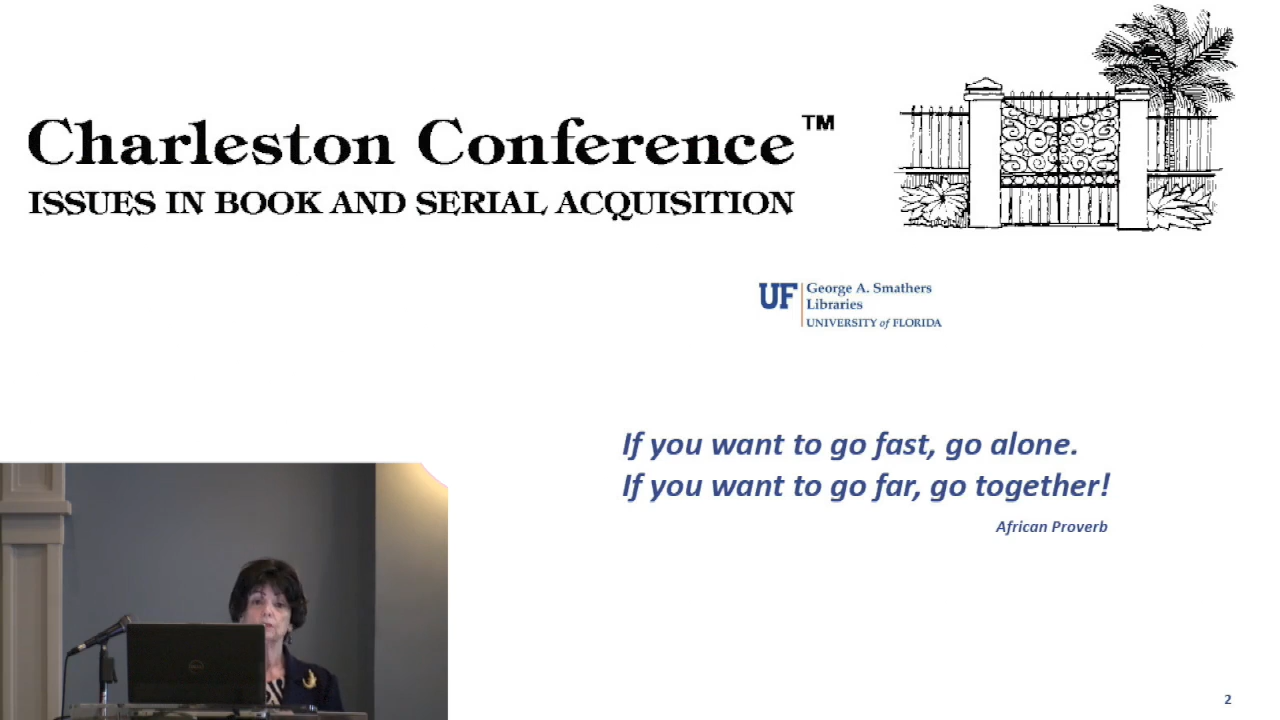 Charleston Conference™
ISSUES IN BOOK AND SERIAL ACQUISITION
UF George A. Smathers
Libraries
UNIVERSITY of FLORIDA
If you want to go fast, go alone.
If you want to go far, go together!
African Proverb
DELL
2